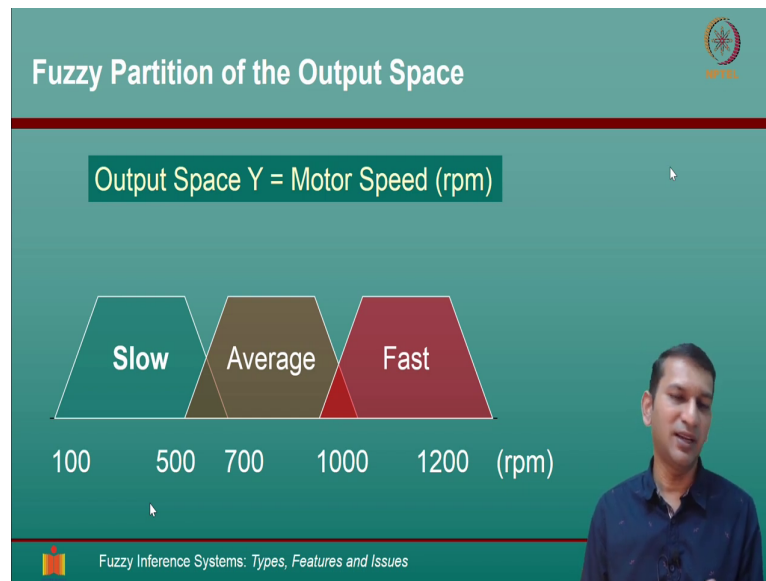 Fuzzy Partition of the Output Space
NPTEL
Output Space Y = Motor Speed (rpm)
Slow Average Fast
100 500 700 1000 1200 (rpm)
Fuzzy Inference Systems: Types, Features and Issues